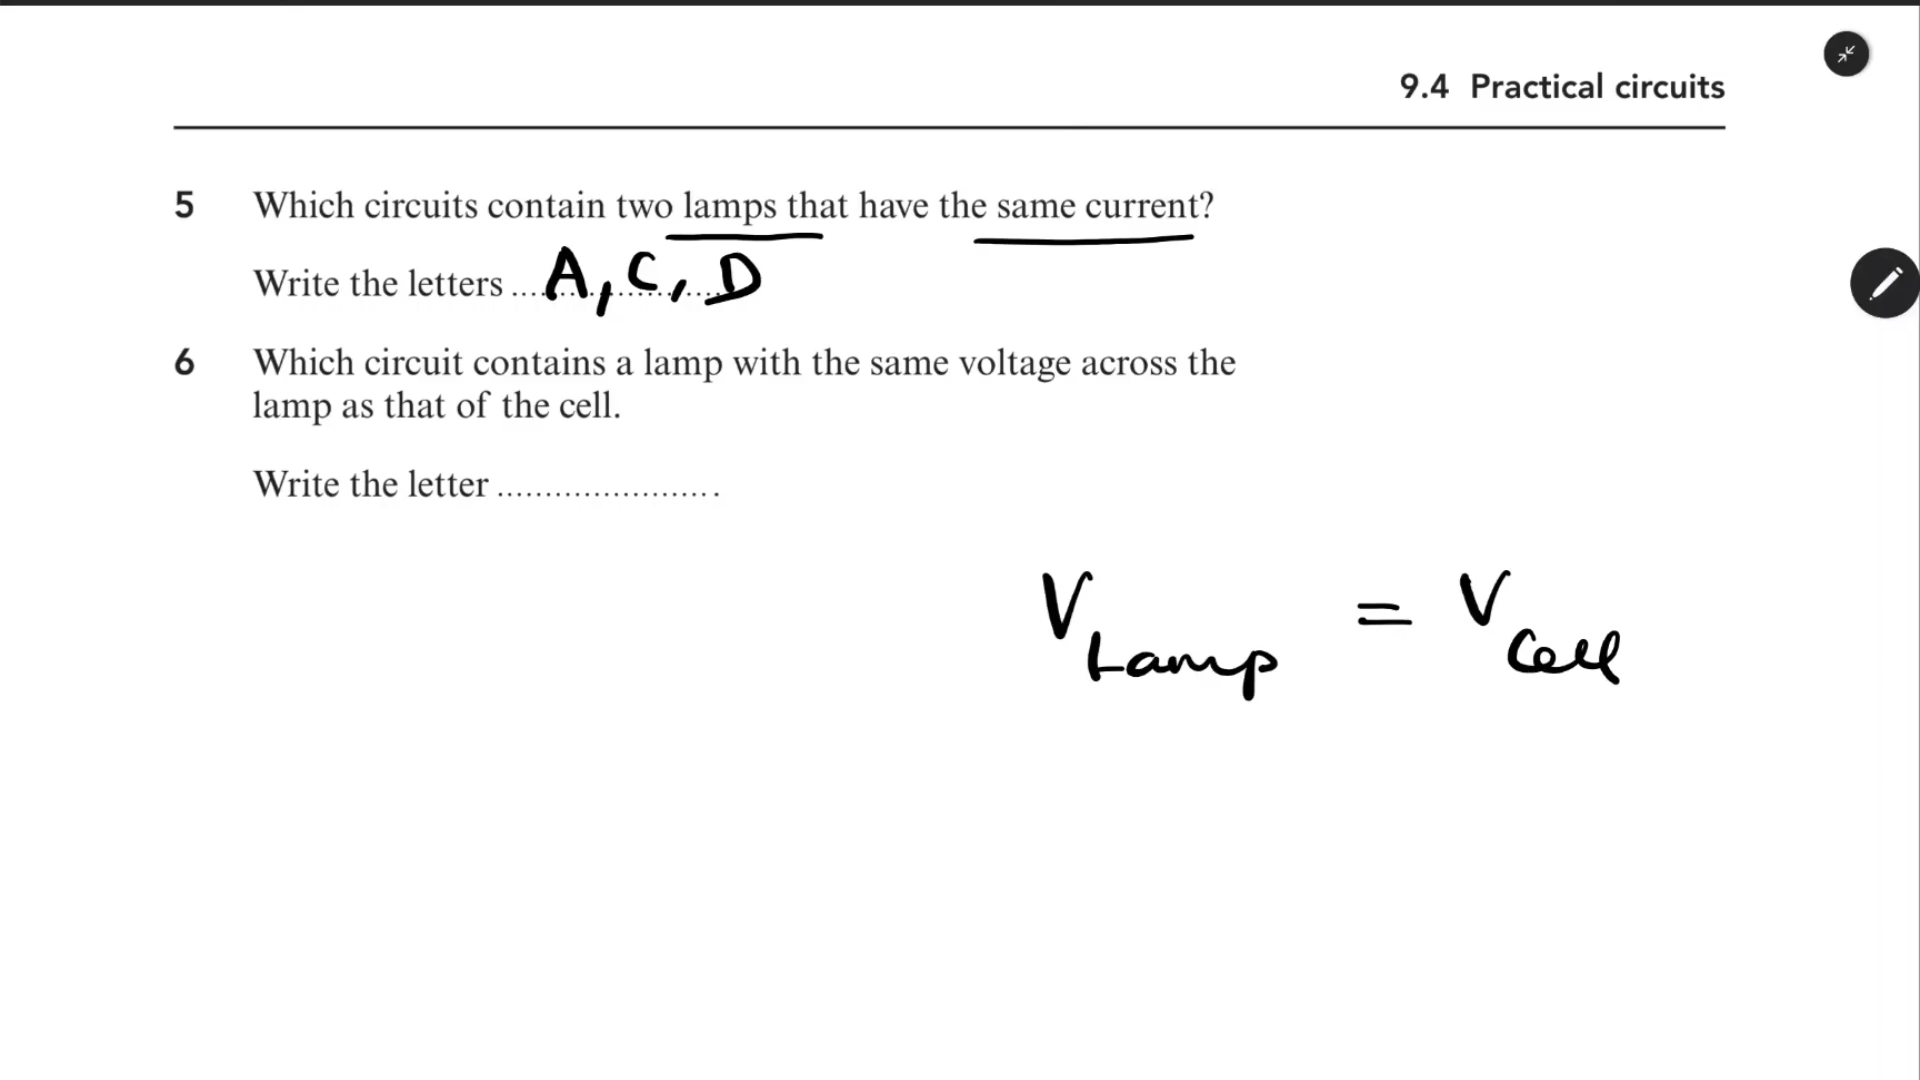 9.4 Practical circuits
5 Which circuits contain two lamps that have the same current?
Write the letters ...A, C, D
6 Which circuit contains a lamp with the same voltage across the
lamp as that of the cell.
Write the letter .......................
V Lamp = V Cell